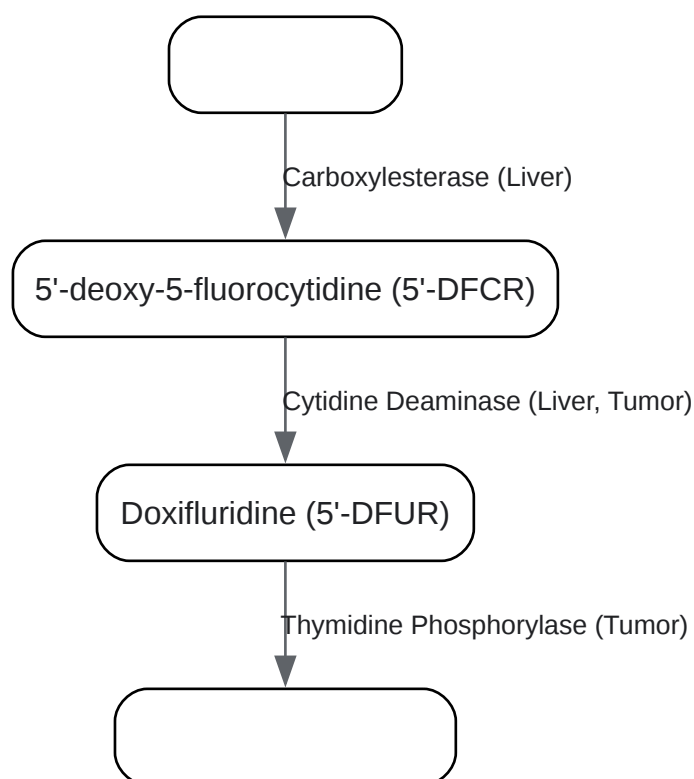 Carboxylesterase (Liver)
5'-deoxy-5-fluorocytidine (5'-DFCR)
Cytidine Deaminase (Liver, Tumor)
Doxifluridine (5'-DFUR)
Thymidine Phosphorylase (Tumor)